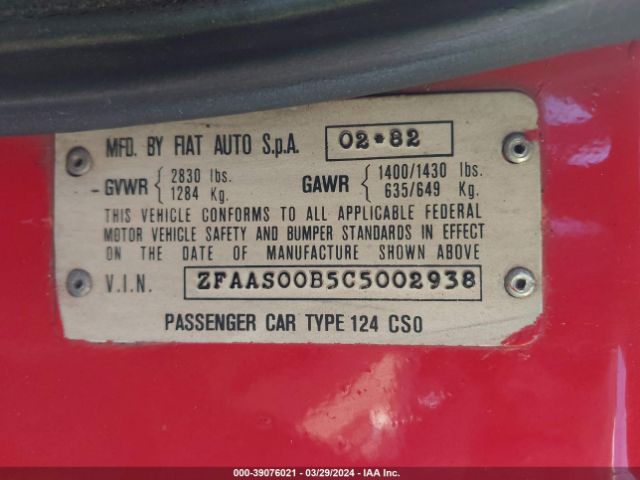 MFD. BY FIAT AUTO S.p.A. 02*82
-GVWR { 2830 lbs. GAWR { 1400/1430 lbs.
1284 Kg. 635/649 Kg.
THIS VEHICLE CONFORMS TO ALL APPLICABLE FEDERAL
MOTOR VEHICLE SAFETY AND BUMPER STANDARDS IN EFFECT
ON THE DATE OF MANUFACTURE SHOWN ABOVE
V.I.N. ZFAAS00B5C5002938
PASSENGER CAR TYPE 124 CSO
000-39076021 - 03/29/2024 - IAA Inc.